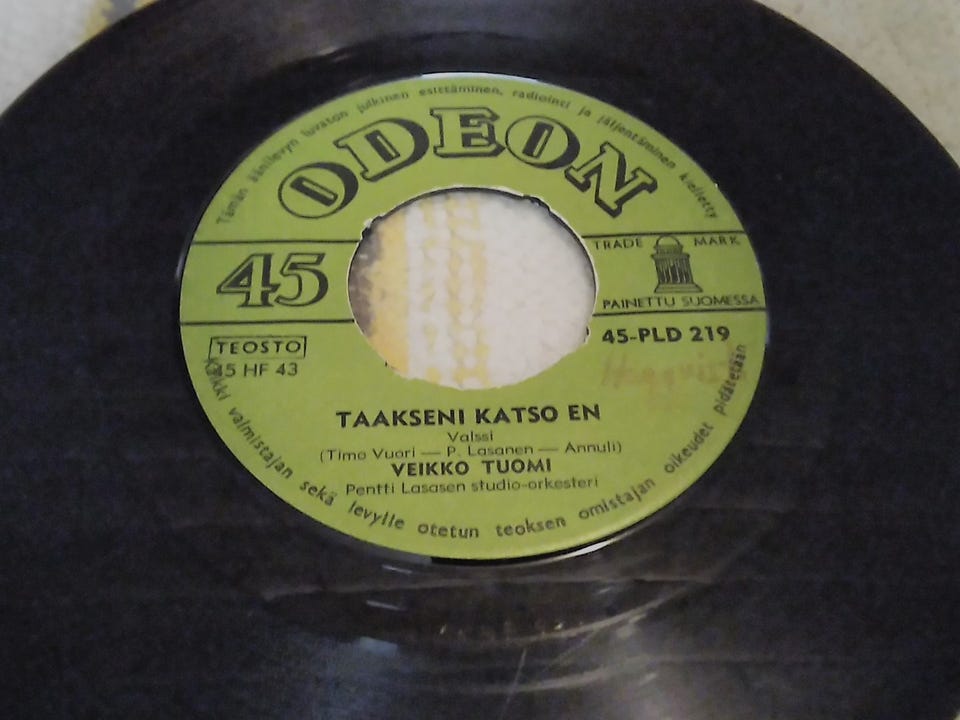 Tämän äänilevyn luvaton julkinen esittäminen, radiointi ja jäljentäminen kielletty
ODEON
45
TRADE MARK
PAINETTU SUOMESSA
TEOSTO
45 HF 43
45-PLD 219
TAAKSENI KATSO EN
Valssi
(Timo Vuori — P. Lasanen — Annuli)
VEIKKO TUOMI
Pentti Lasasen studio-orkesteri
Kaikki valmistajan sekä levylle otetun teoksen omistajan oikeudet pidätetään